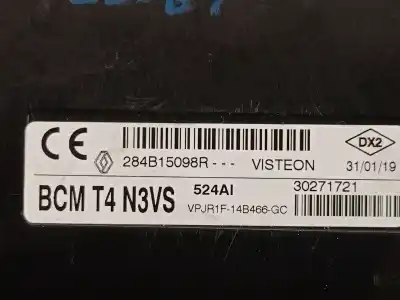 CE
284B15098R--- VISTEON
DX2
31/01/19
BCM T4 N3VS
524AI
30271721
VPJR1F-14B466-GC